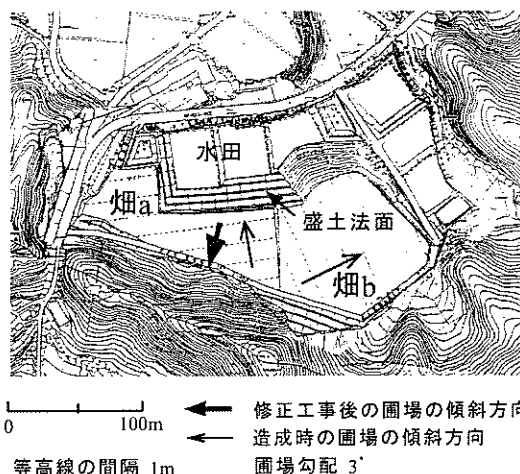 水田
畑a
盛土法面
畑b
0 100m
修正工事後の圃場の傾斜方向
造成時の圃場の傾斜方向
等高線の間隔 1m 圃場勾配 3°